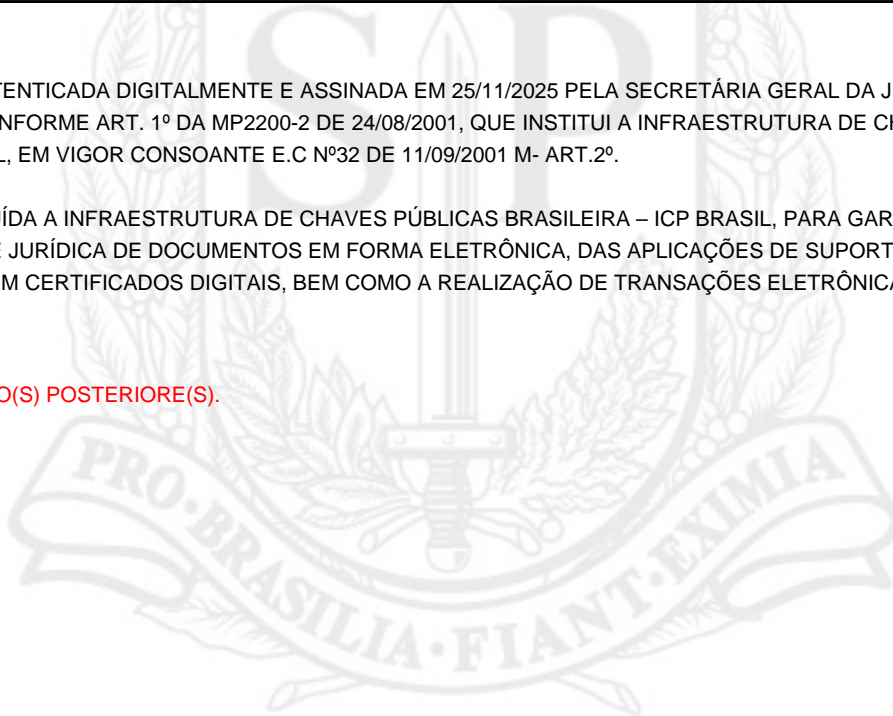 TENTICADA DIGITALMENTE E ASSINADA EM 25/11/2025 PELA SECRETÁRIA GERAL DA J
NFORME ART. 1º DA MP2200-2 DE 24/08/2001, QUE INSTITUI A INFRAESTRUTURA DE CH
L, EM VIGOR CONSOANTE E.C Nº32 DE 11/09/2001 M- ART.2º.
UÍDA A INFRAESTRUTURA DE CHAVES PÚBLICAS BRASILEIRA – ICP BRASIL, PARA GAR
E JURÍDICA DE DOCUMENTOS EM FORMA ELETRÔNICA, DAS APLICAÇÕES DE SUPORT
M CERTIFICADOS DIGITAIS, BEM COMO A REALIZAÇÃO DE TRANSAÇÕES ELETRÔNICA
O(S) POSTERIORE(S).
SP
PRO·BRASILIA·FIANT·EXIMIA